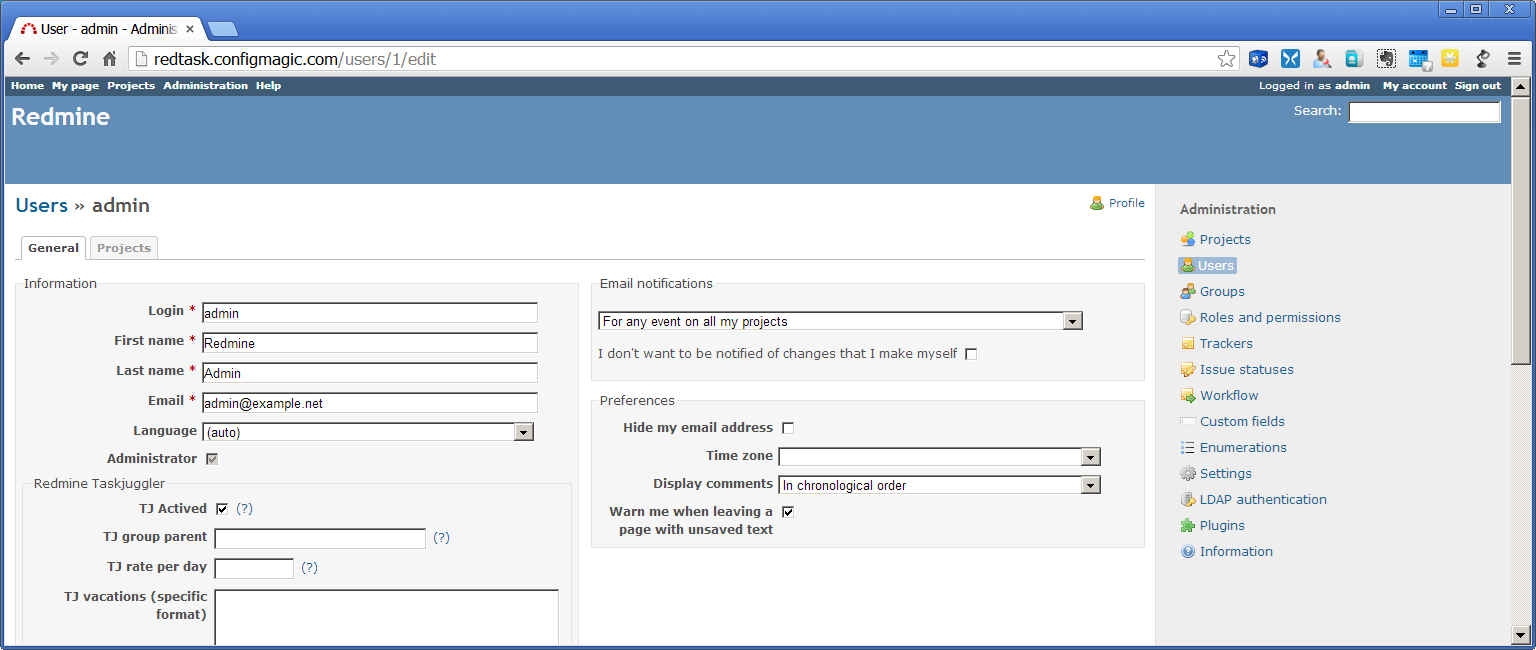 User - admin - Adminis
redtask.configmagic.com/users/1/edit
Home My page Projects Administration Help
Logged in as admin My account Sign out
Redmine
Search:
Users » admin
Profile
General Projects
Information
Login *
admin
First name *
Redmine
Last name *
Admin
Email *
admin@example.net
Language
(auto)
Administrator
Redmine Taskjuggler
TJ Actived (?)
TJ group parent (?)
TJ rate per day (?)
TJ vacations (specific
format)
Email notifications
For any event on all my projects
I don't want to be notified of changes that I make myself
Preferences
Hide my email address
Time zone
Display comments
In chronological order
Warn me when leaving a
page with unsaved text
Administration
Projects
Users
Groups
Roles and permissions
Trackers
Issue statuses
Workflow
Custom fields
Enumerations
Settings
LDAP authentication
Plugins
Information